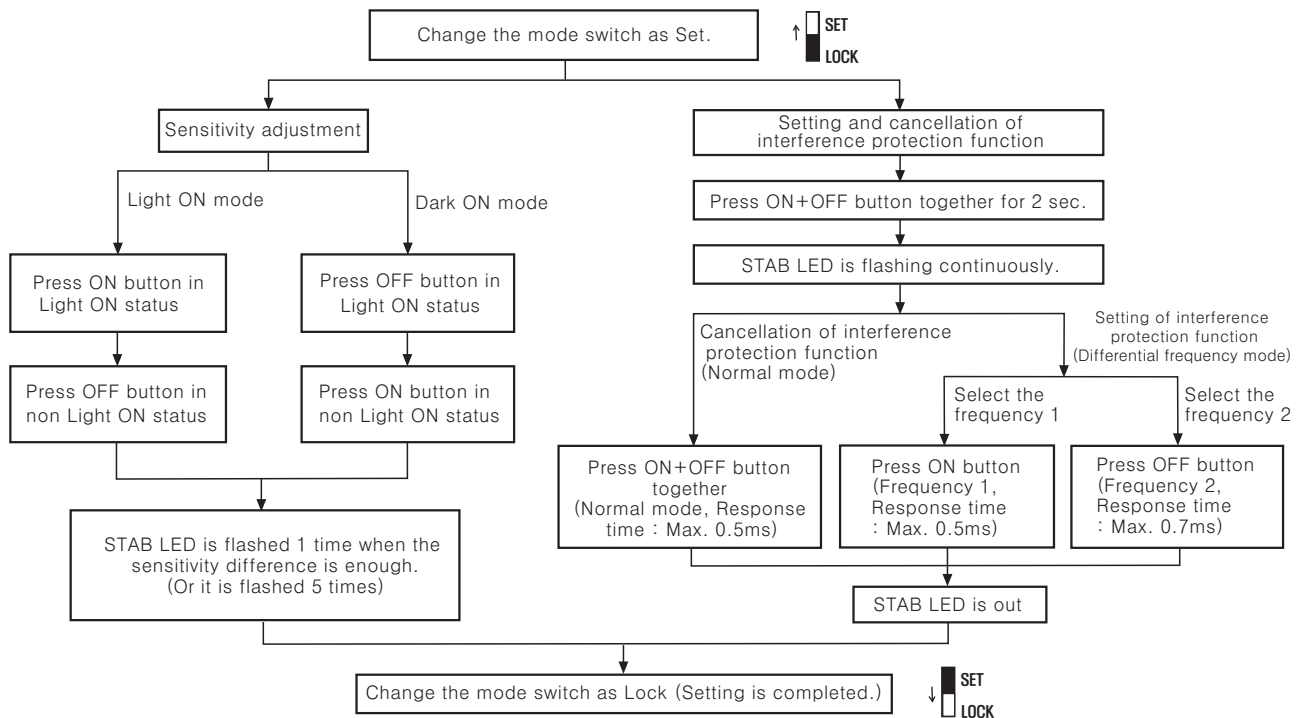 Change the mode switch as Set.
SET
LOCK
Sensitivity adjustment
Setting and cancellation of
interference protection function
Light ON mode
Dark ON mode
Press ON+OFF button together for 2 sec.
Press ON button in
Light ON status
Press OFF button in
Light ON status
STAB LED is flashing continuously.
Cancellation of interference
protection function
(Normal mode)
Setting of interference
protection function
(Differential frequency mode)
Press OFF button in
non Light ON status
Press ON button in
non Light ON status
Select the
frequency 1
Select the
frequency 2
Press ON+OFF button
together
(Normal mode, Response
time : Max. 0.5ms)
Press ON button
(Frequency 1,
Response time
: Max. 0.5ms)
Press OFF button
(Frequency 2,
Response time
: Max. 0.7ms)
STAB LED is flashed 1 time when the
sensitivity difference is enough.
(Or it is flashed 5 times)
STAB LED is out
Change the mode switch as Lock (Setting is completed.)
SET
LOCK